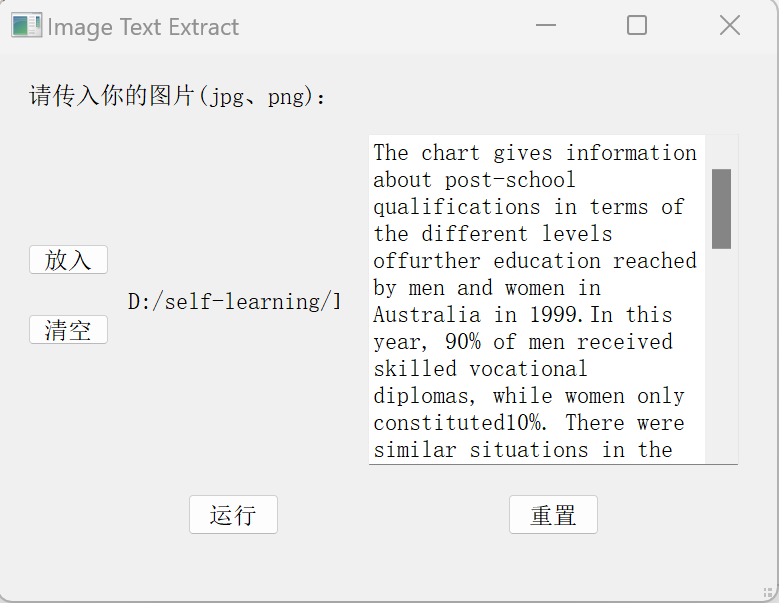 Image Text Extract
请传入你的图片(jpg、png):
The chart gives information
about post-school
qualifications in terms of
the different levels
offurther education reached
by men and women in
Australia in 1999.In this
year, 90% of men received
skilled vocational
diplomas, while women only
constituted10%. There were
similar situations in the
放入
D:/self-learning/]
清空
运行
重置